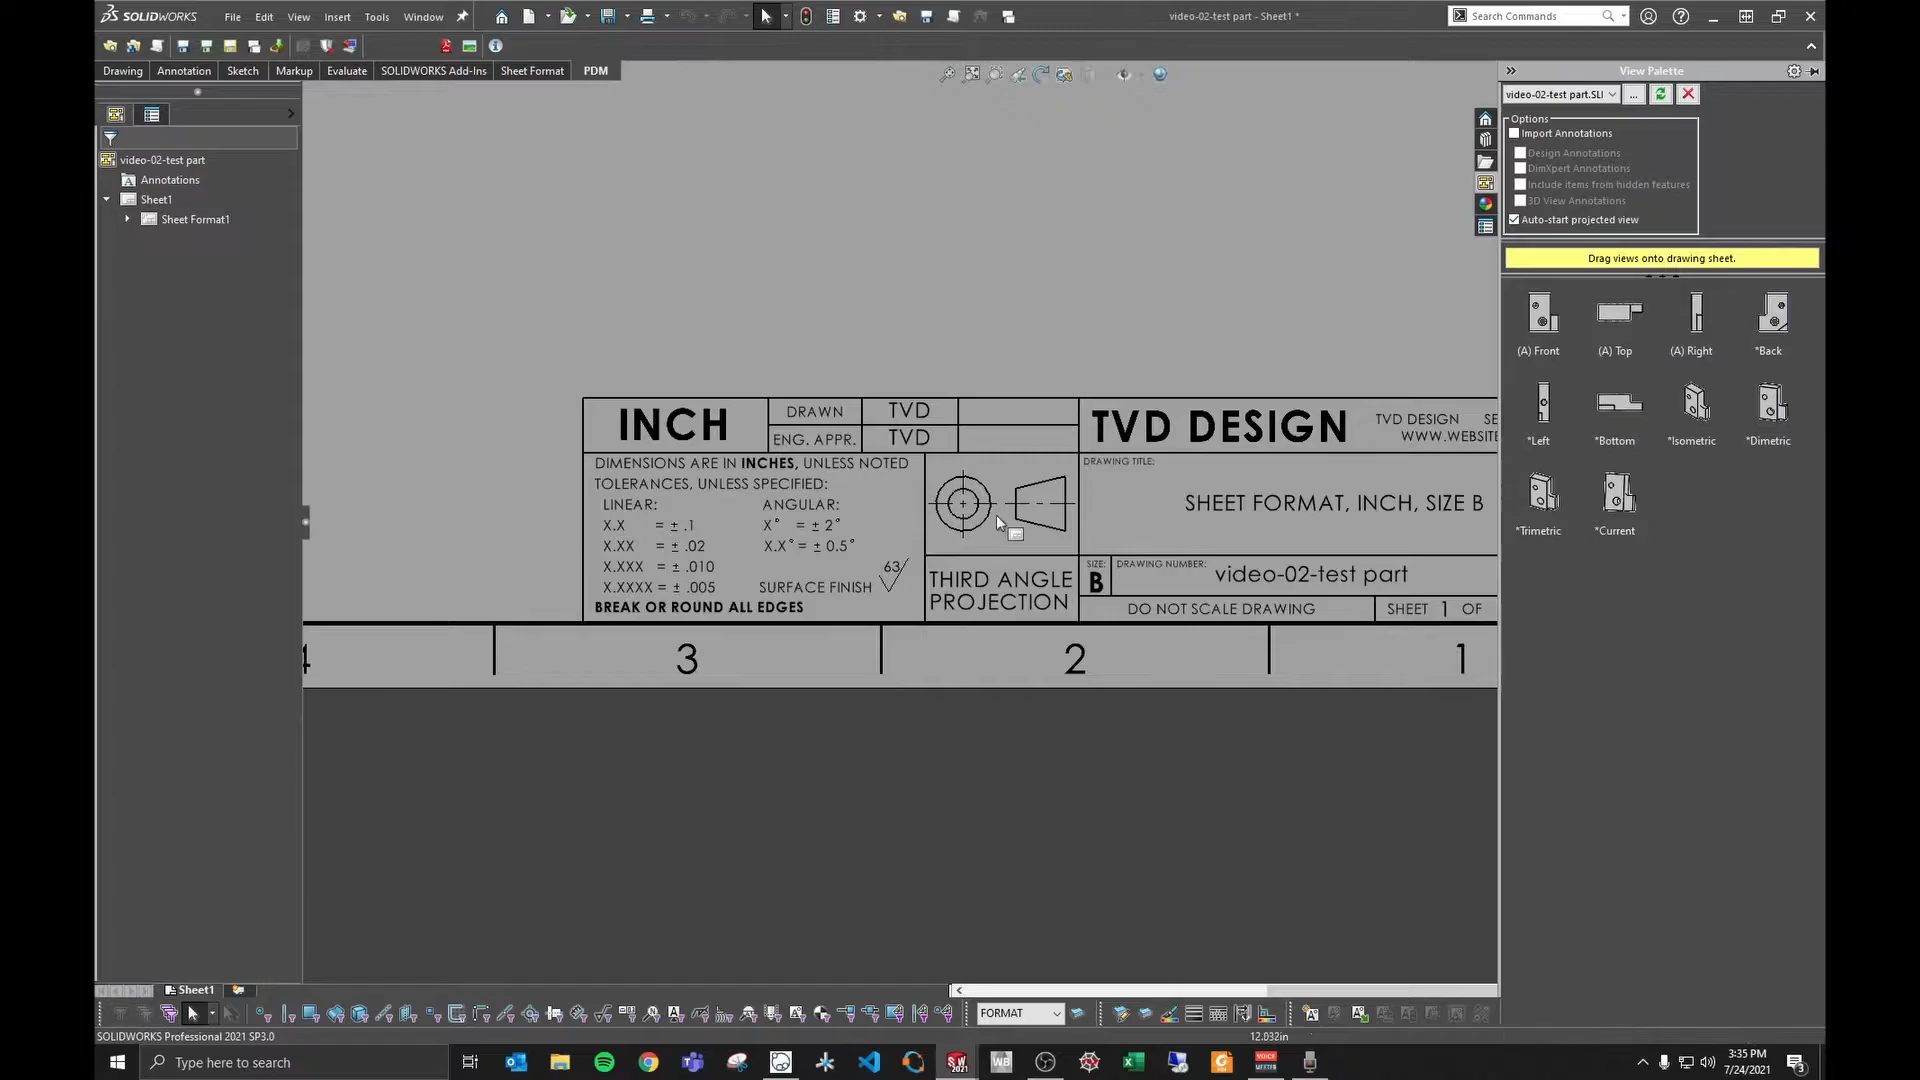 SOLIDWORKS File Edit View Insert Tools Window
video-02-test part - Sheet1 *
Search Commands
Drawing Annotation Sketch Markup Evaluate SOLIDWORKS Add-Ins Sheet Format PDM
View Palette
video-02-test part.SLI
...
Options
Import Annotations
Design Annotations
DimXpert Annotations
Include items from hidden features
3D View Annotations
Auto-start projected view
Drag views onto drawing sheet.
(A) Front (A) Top (A) Right *Back
*Left *Bottom *Isometric *Dimetric
*Trimetric *Current
video-02-test part
Annotations
Sheet1
Sheet Format1
INCH
DRAWN TVD
ENG. APPR. TVD
TVD DESIGN
TVD DESIGN SE
WWW.WEBSITE
DIMENSIONS ARE IN INCHES, UNLESS NOTED
TOLERANCES, UNLESS SPECIFIED:
LINEAR: ANGULAR:
X.X = ± .1 X° = ± 2°
X.XX = ± .02 X.X° = ± 0.5°
X.XXX = ± .010
X.XXXX = ± .005 SURFACE FINISH 63
BREAK OR ROUND ALL EDGES
THIRD ANGLE
PROJECTION
DRAWING TITLE:
SHEET FORMAT, INCH, SIZE B
SIZE:
B
DRAWING NUMBER:
video-02-test part
DO NOT SCALE DRAWING SHEET 1 OF
4 3 2 1
Sheet1
FORMAT
SOLIDWORKS Professional 2021 SP3.0
12.032in
Type here to search
3:35 PM
7/24/2021